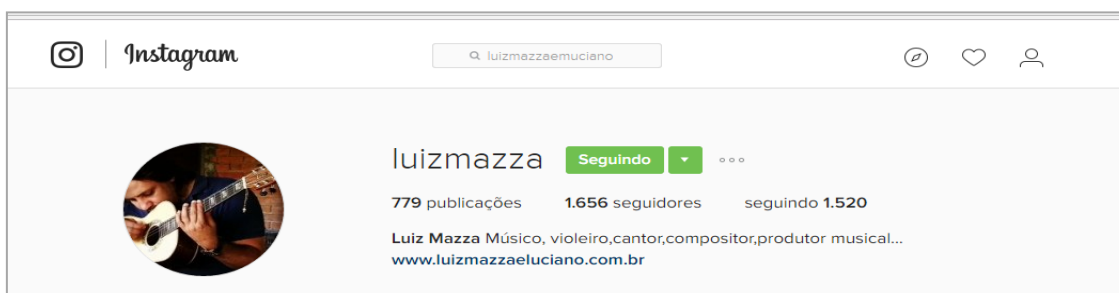 Instagram
luizmazzaemuciano
luizmazza Seguindo
779 publicações 1.656 seguidores seguindo 1.520
Luiz Mazza Músico, violeiro,cantor,compositor,produtor musical...
www.luizmazzaeluciano.com.br